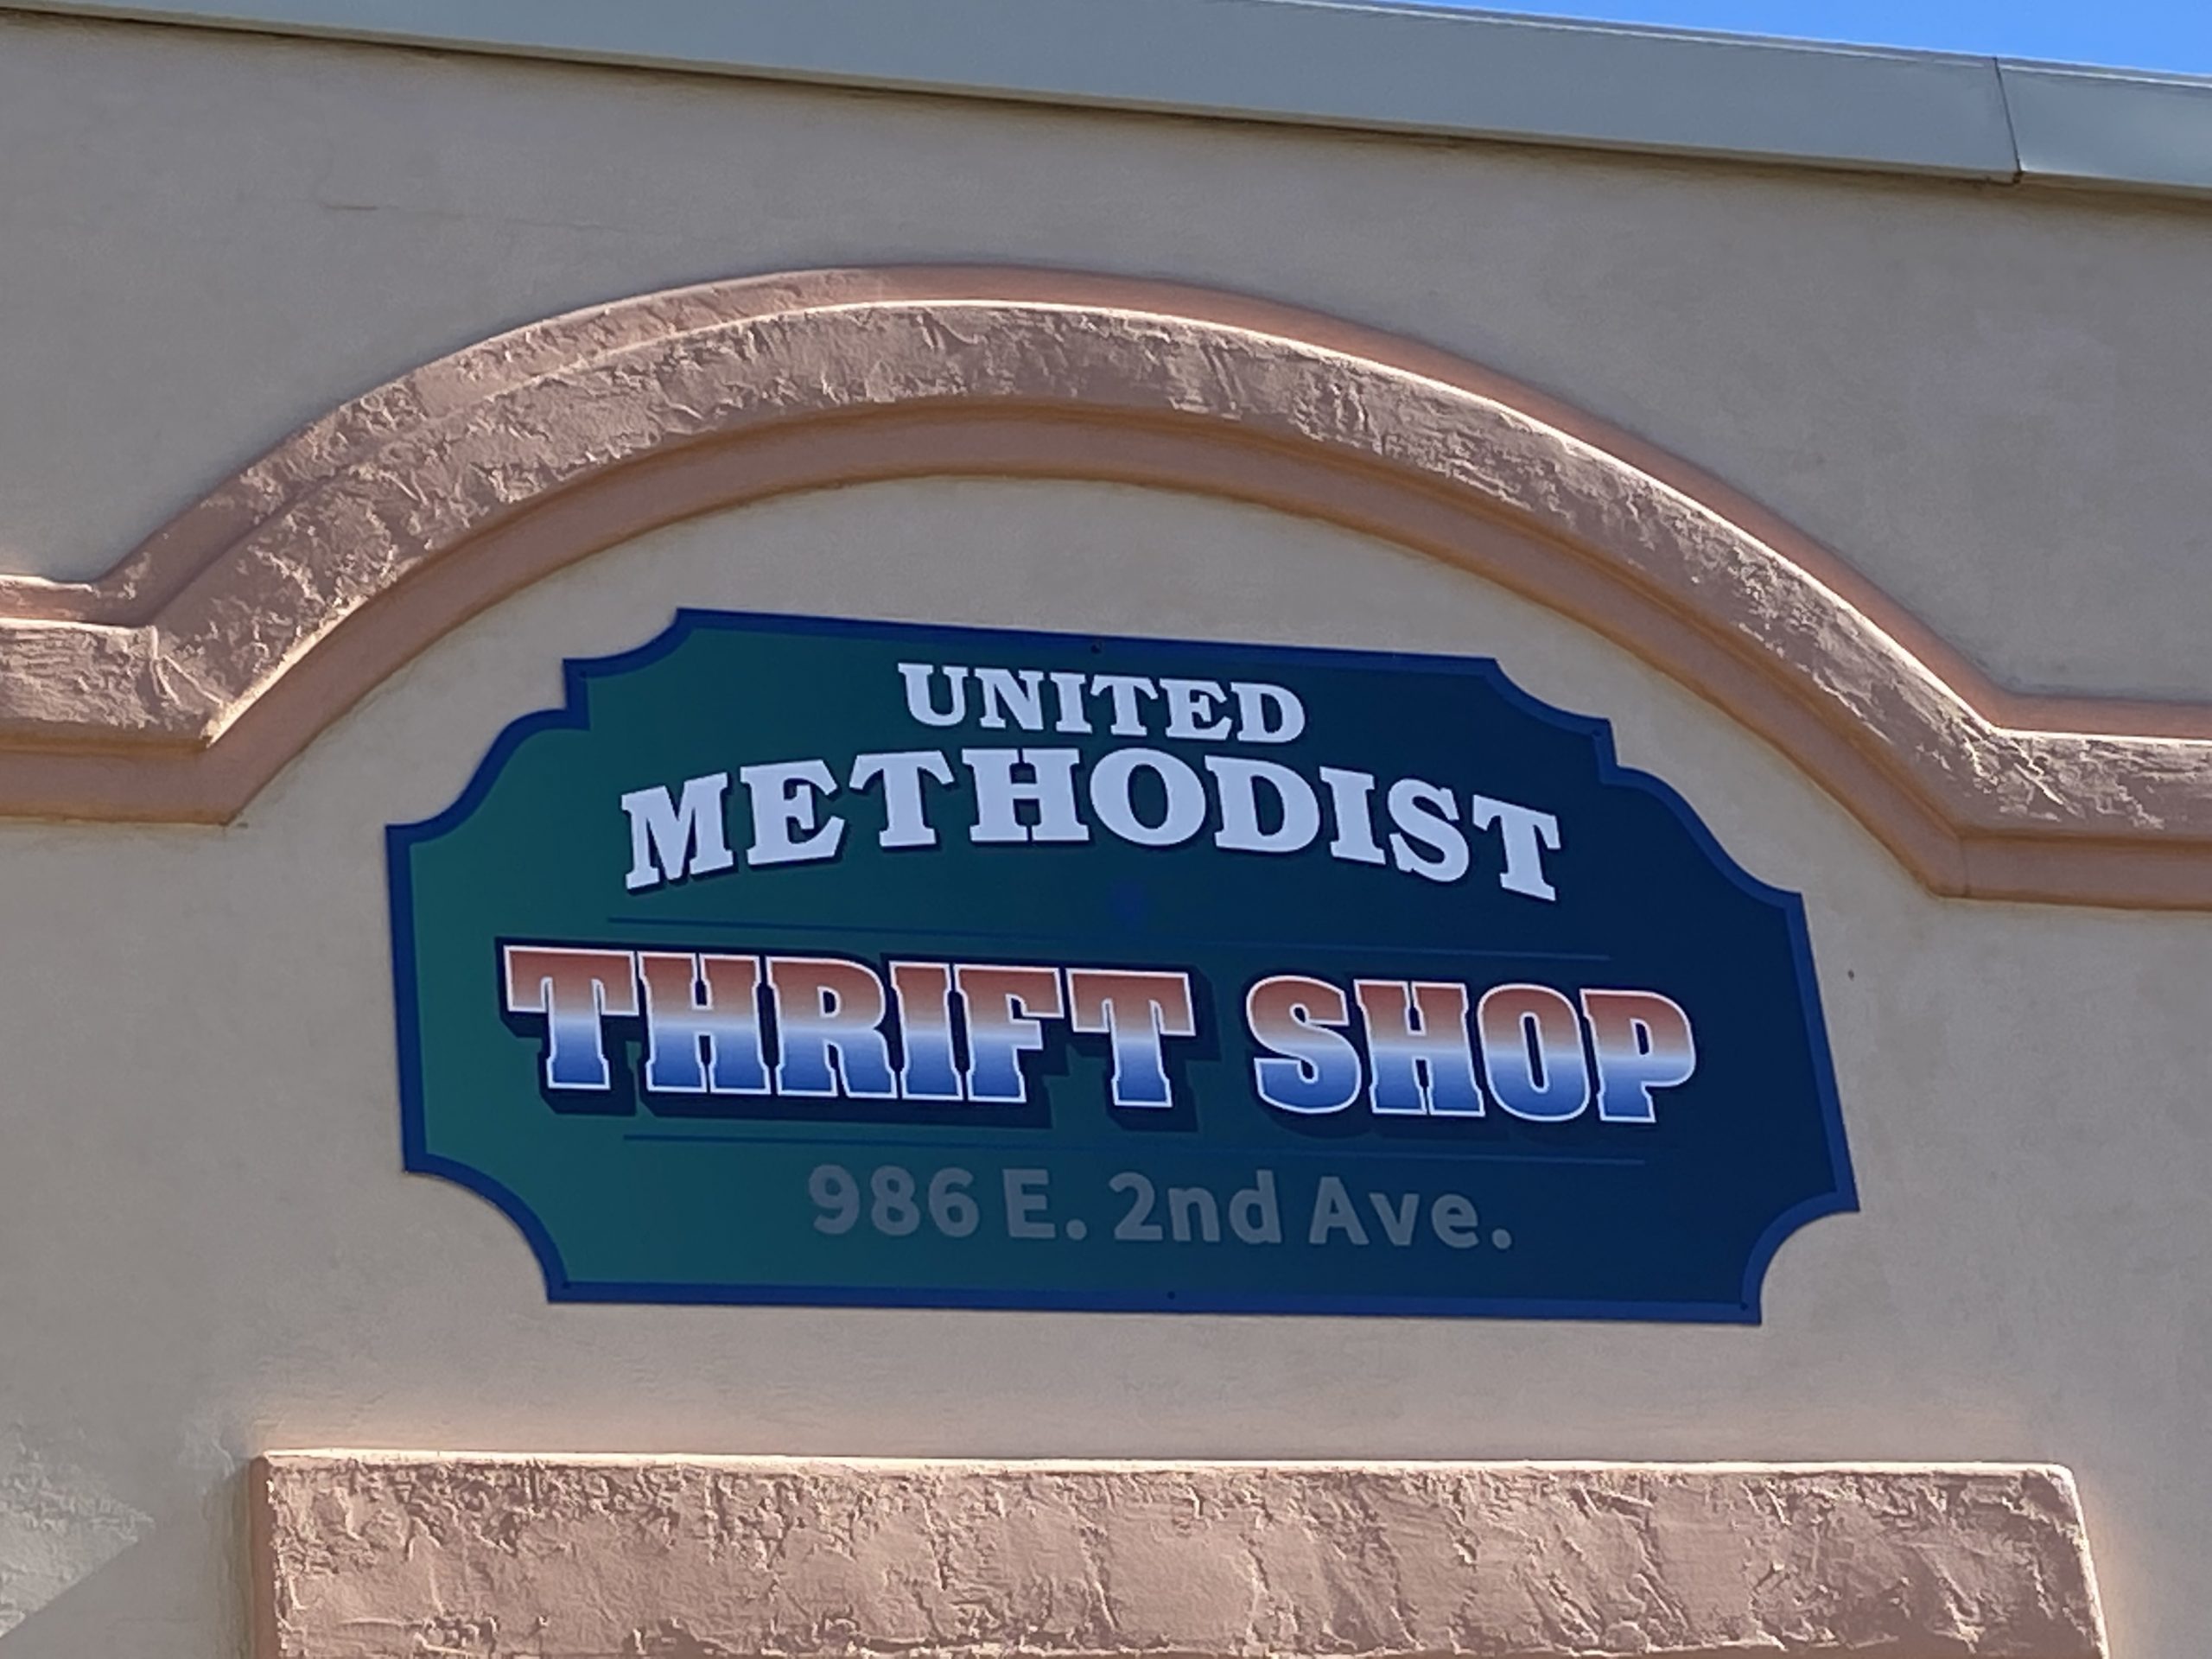 UNITED
METHODIST
THRIFT SHOP
986 E. 2nd Ave.